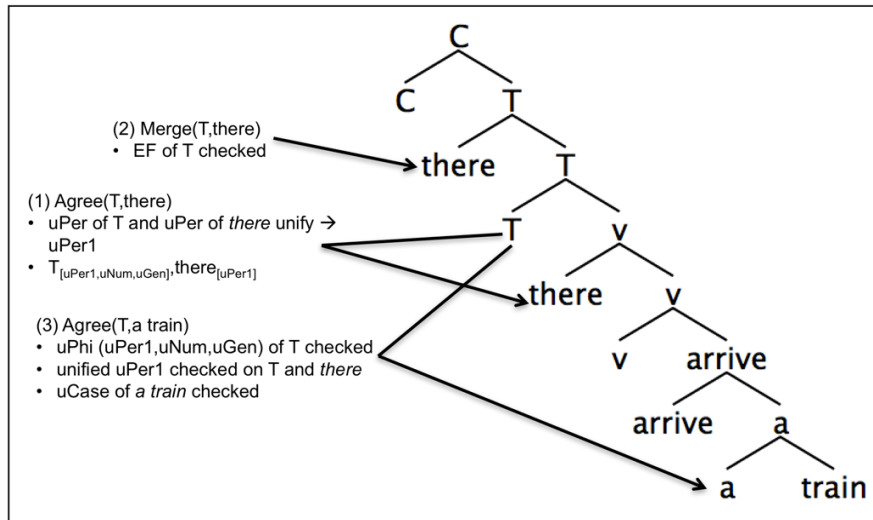 C
C T
(2) Merge(T,there)
• EF of T checked
there T
(1) Agree(T,there)
• uPer of T and uPer of there unify →
uPer1
• T[uPer1,uNum,uGen],there[uPer1]
T v
there v
(3) Agree(T,a train)
• uPhi (uPer1,uNum,uGen) of T checked
• unified uPer1 checked on T and there
• uCase of a train checked
v arrive
arrive a
a train